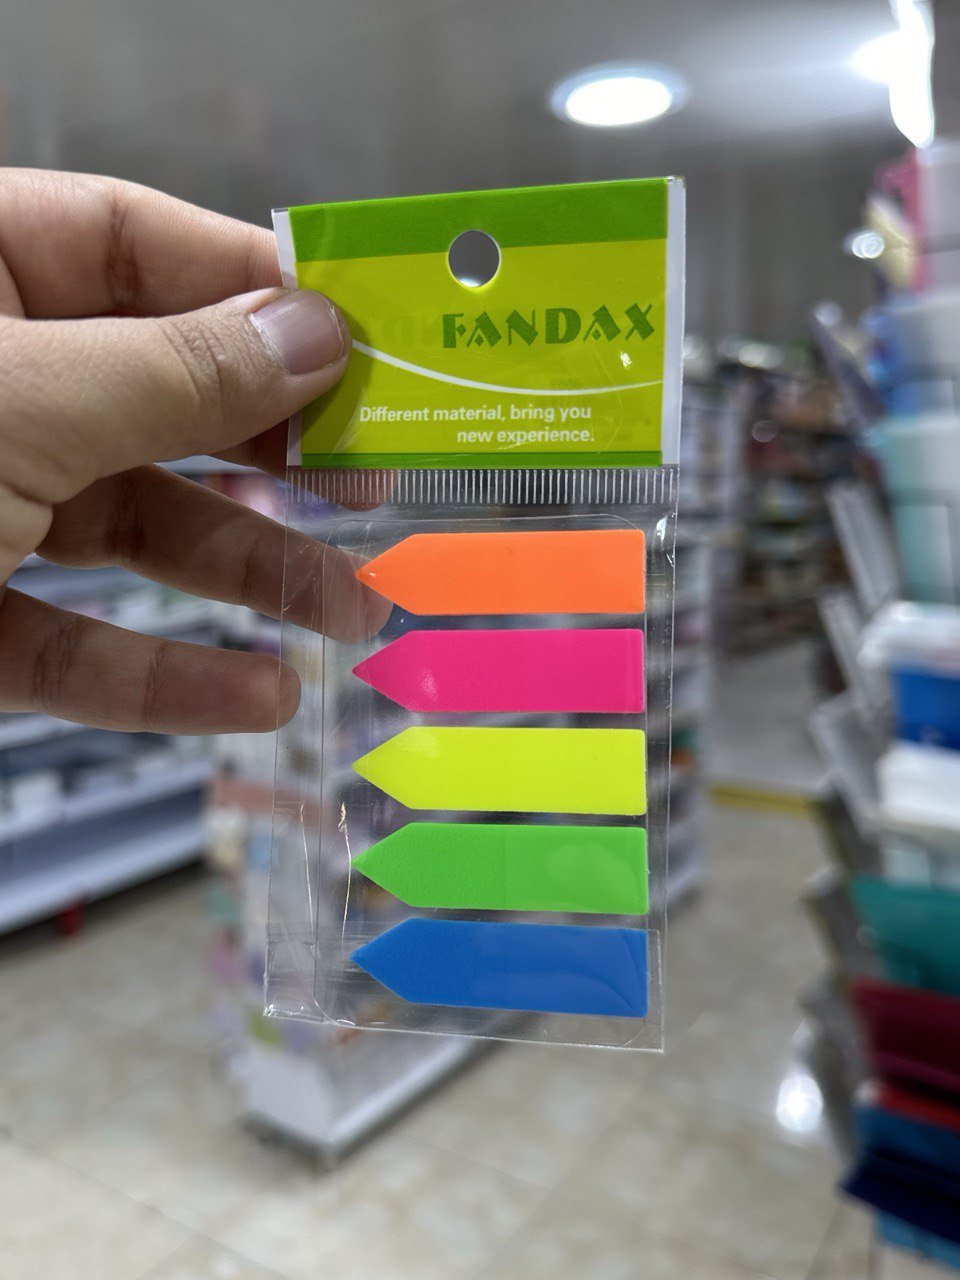 FANDAX
Different material, bring you
new experience.